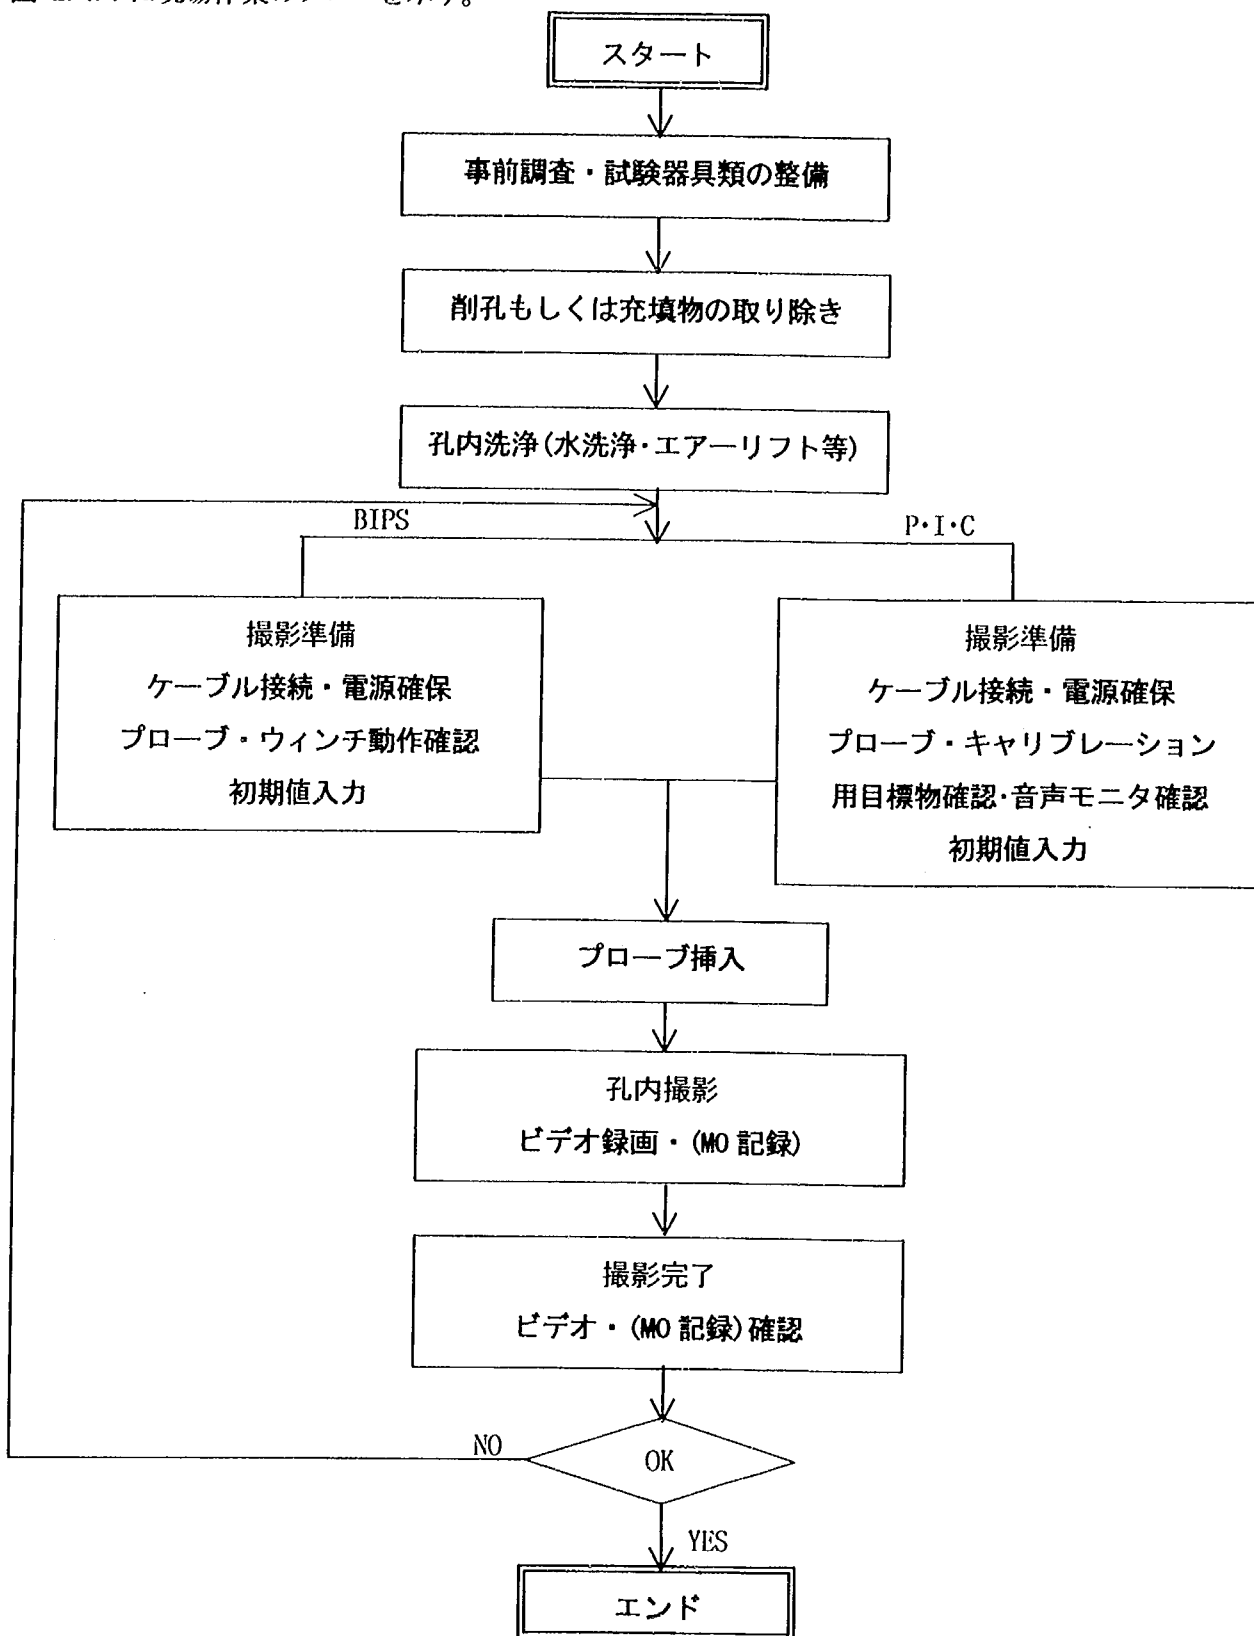 スタート
事前調査・試験器具類の整備
削孔もしくは充填物の取り除き
孔内洗浄(水洗浄・エアーリフト等)
BIPS
P・I・C
撮影準備
ケーブル接続・電源確保
プローブ・ウィンチ動作確認
初期値入力
撮影準備
ケーブル接続・電源確保
プローブ・キャリブレーション
用目標物確認・音声モニタ確認
初期値入力
プローブ挿入
孔内撮影
ビデオ録画・(MO記録)
撮影完了
ビデオ・(MO記録)確認
NO
OK
YES
エンド